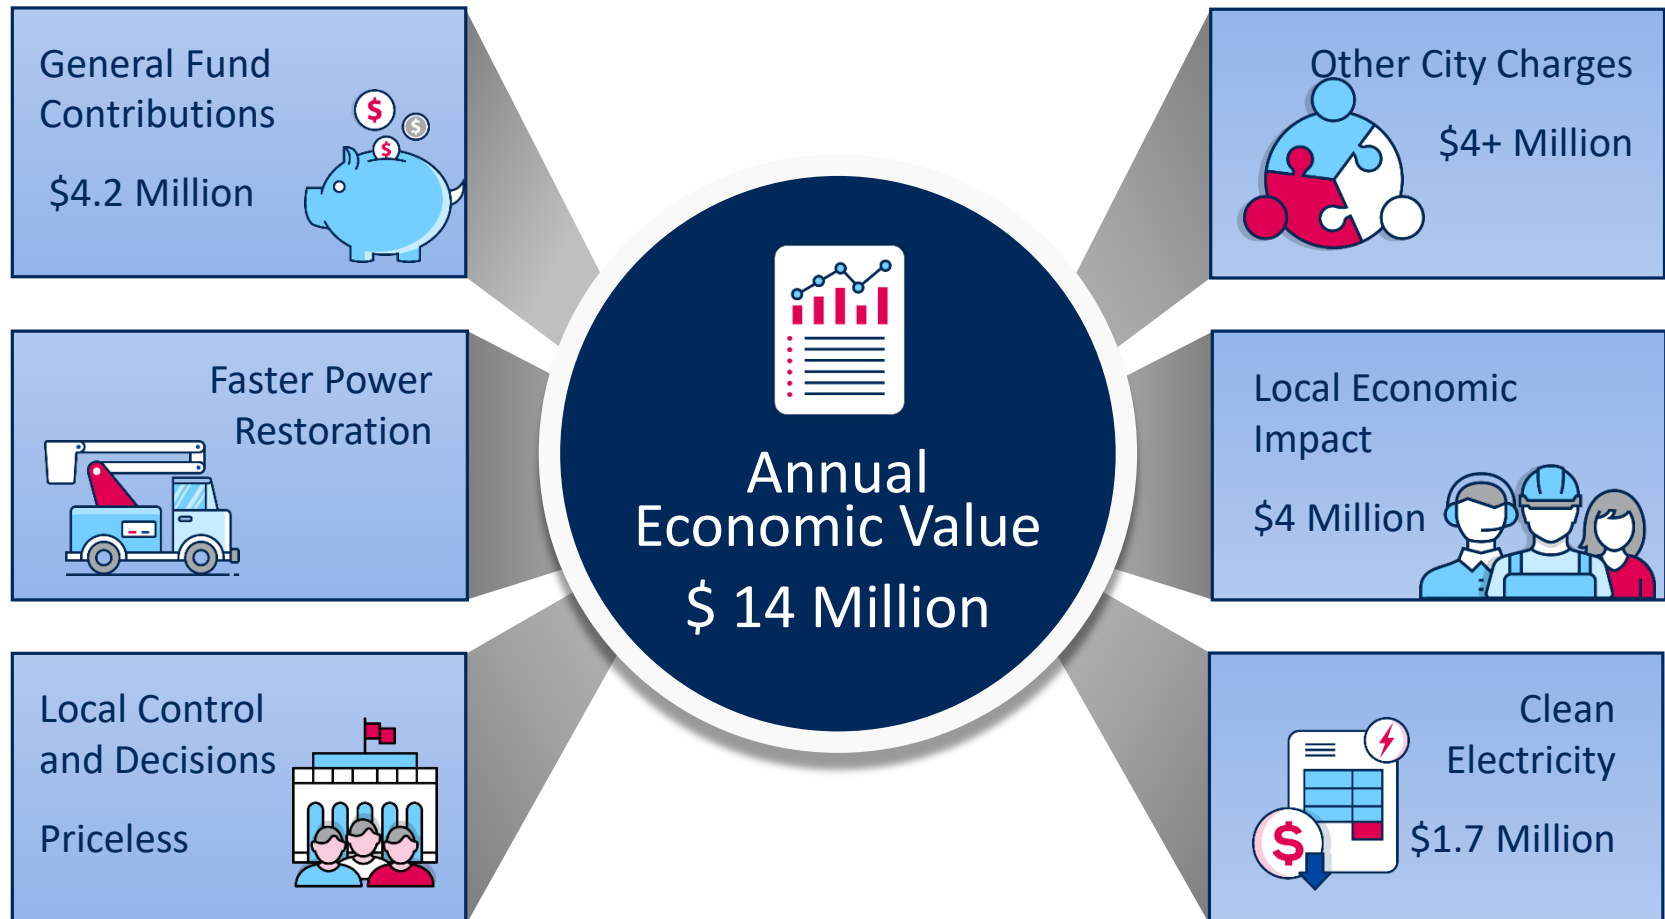 General Fund
Contributions
$4.2 Million
$
$
$
Other City Charges
$4+ Million
Faster Power
Restoration
Annual
Economic Value
$ 14 Million
Local Economic
Impact
$4 Million
Local Control
and Decisions
Priceless
Clean
Electricity
$1.7 Million
$